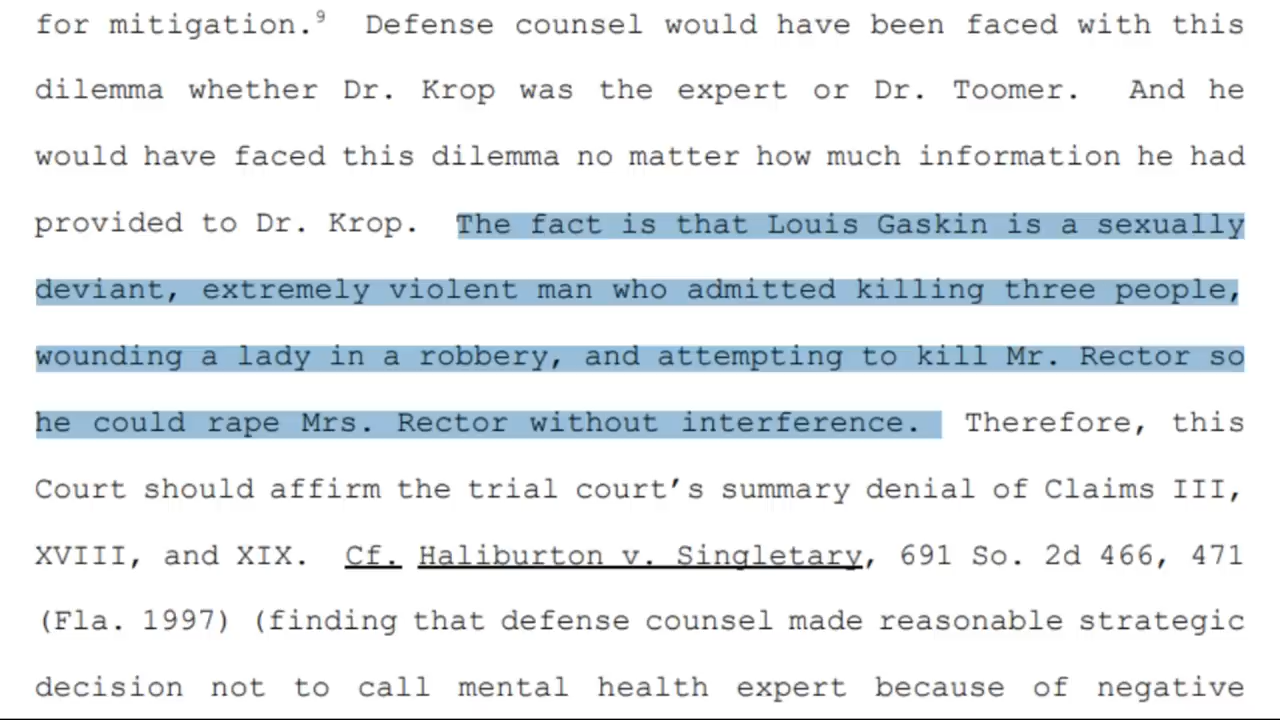 for mitigation.⁹ Defense counsel would have been faced with this
dilemma whether Dr. Krop was the expert or Dr. Toomer. And he
would have faced this dilemma no matter how much information he had
provided to Dr. Krop. The fact is that Louis Gaskin is a sexually
deviant, extremely violent man who admitted killing three people,
wounding a lady in a robbery, and attempting to kill Mr. Rector so
he could rape Mrs. Rector without interference. Therefore, this
Court should affirm the trial court’s summary denial of Claims III,
XVIII, and XIX. Cf. Haliburton v. Singletary, 691 So. 2d 466, 471
(Fla. 1997) (finding that defense counsel made reasonable strategic
decision not to call mental health expert because of negative